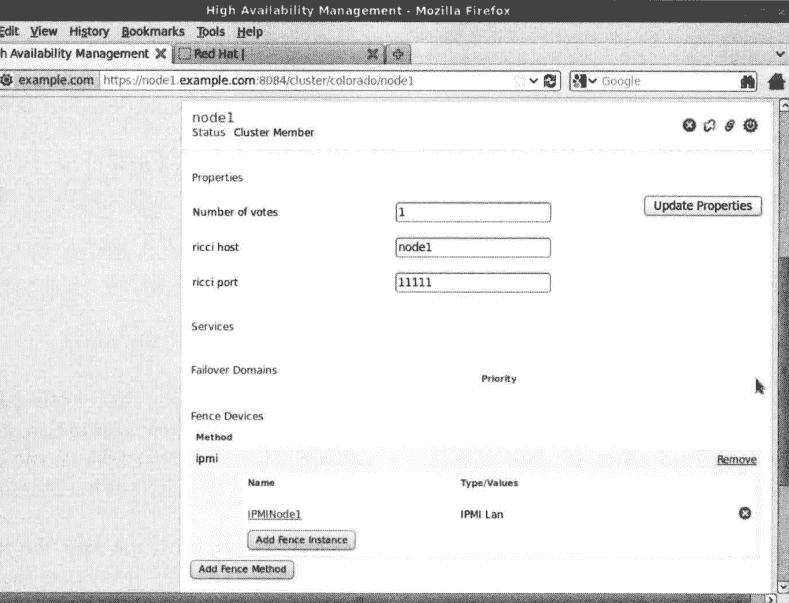 High Availability Management - Mozilla Firefox
Edit View History Bookmarks Tools Help
h Availability Management Red Hat |
example.com https://node1.example.com:8084/cluster/colorado/node1 Google
node1
Status Cluster Member
Properties
Number of votes 1 Update Properties
ricci host node1
ricci port 11111
Services
Failover Domains
Priority
Fence Devices
Method
ipmi Remove
Name Type/Values
IPMINode1 IPMI Lan
Add Fence Instance
Add Fence Method